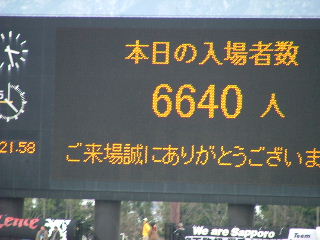 本日の入場者数
6640 人
21:58
ご来場誠にありがとうございま
We are Sapporo
Team